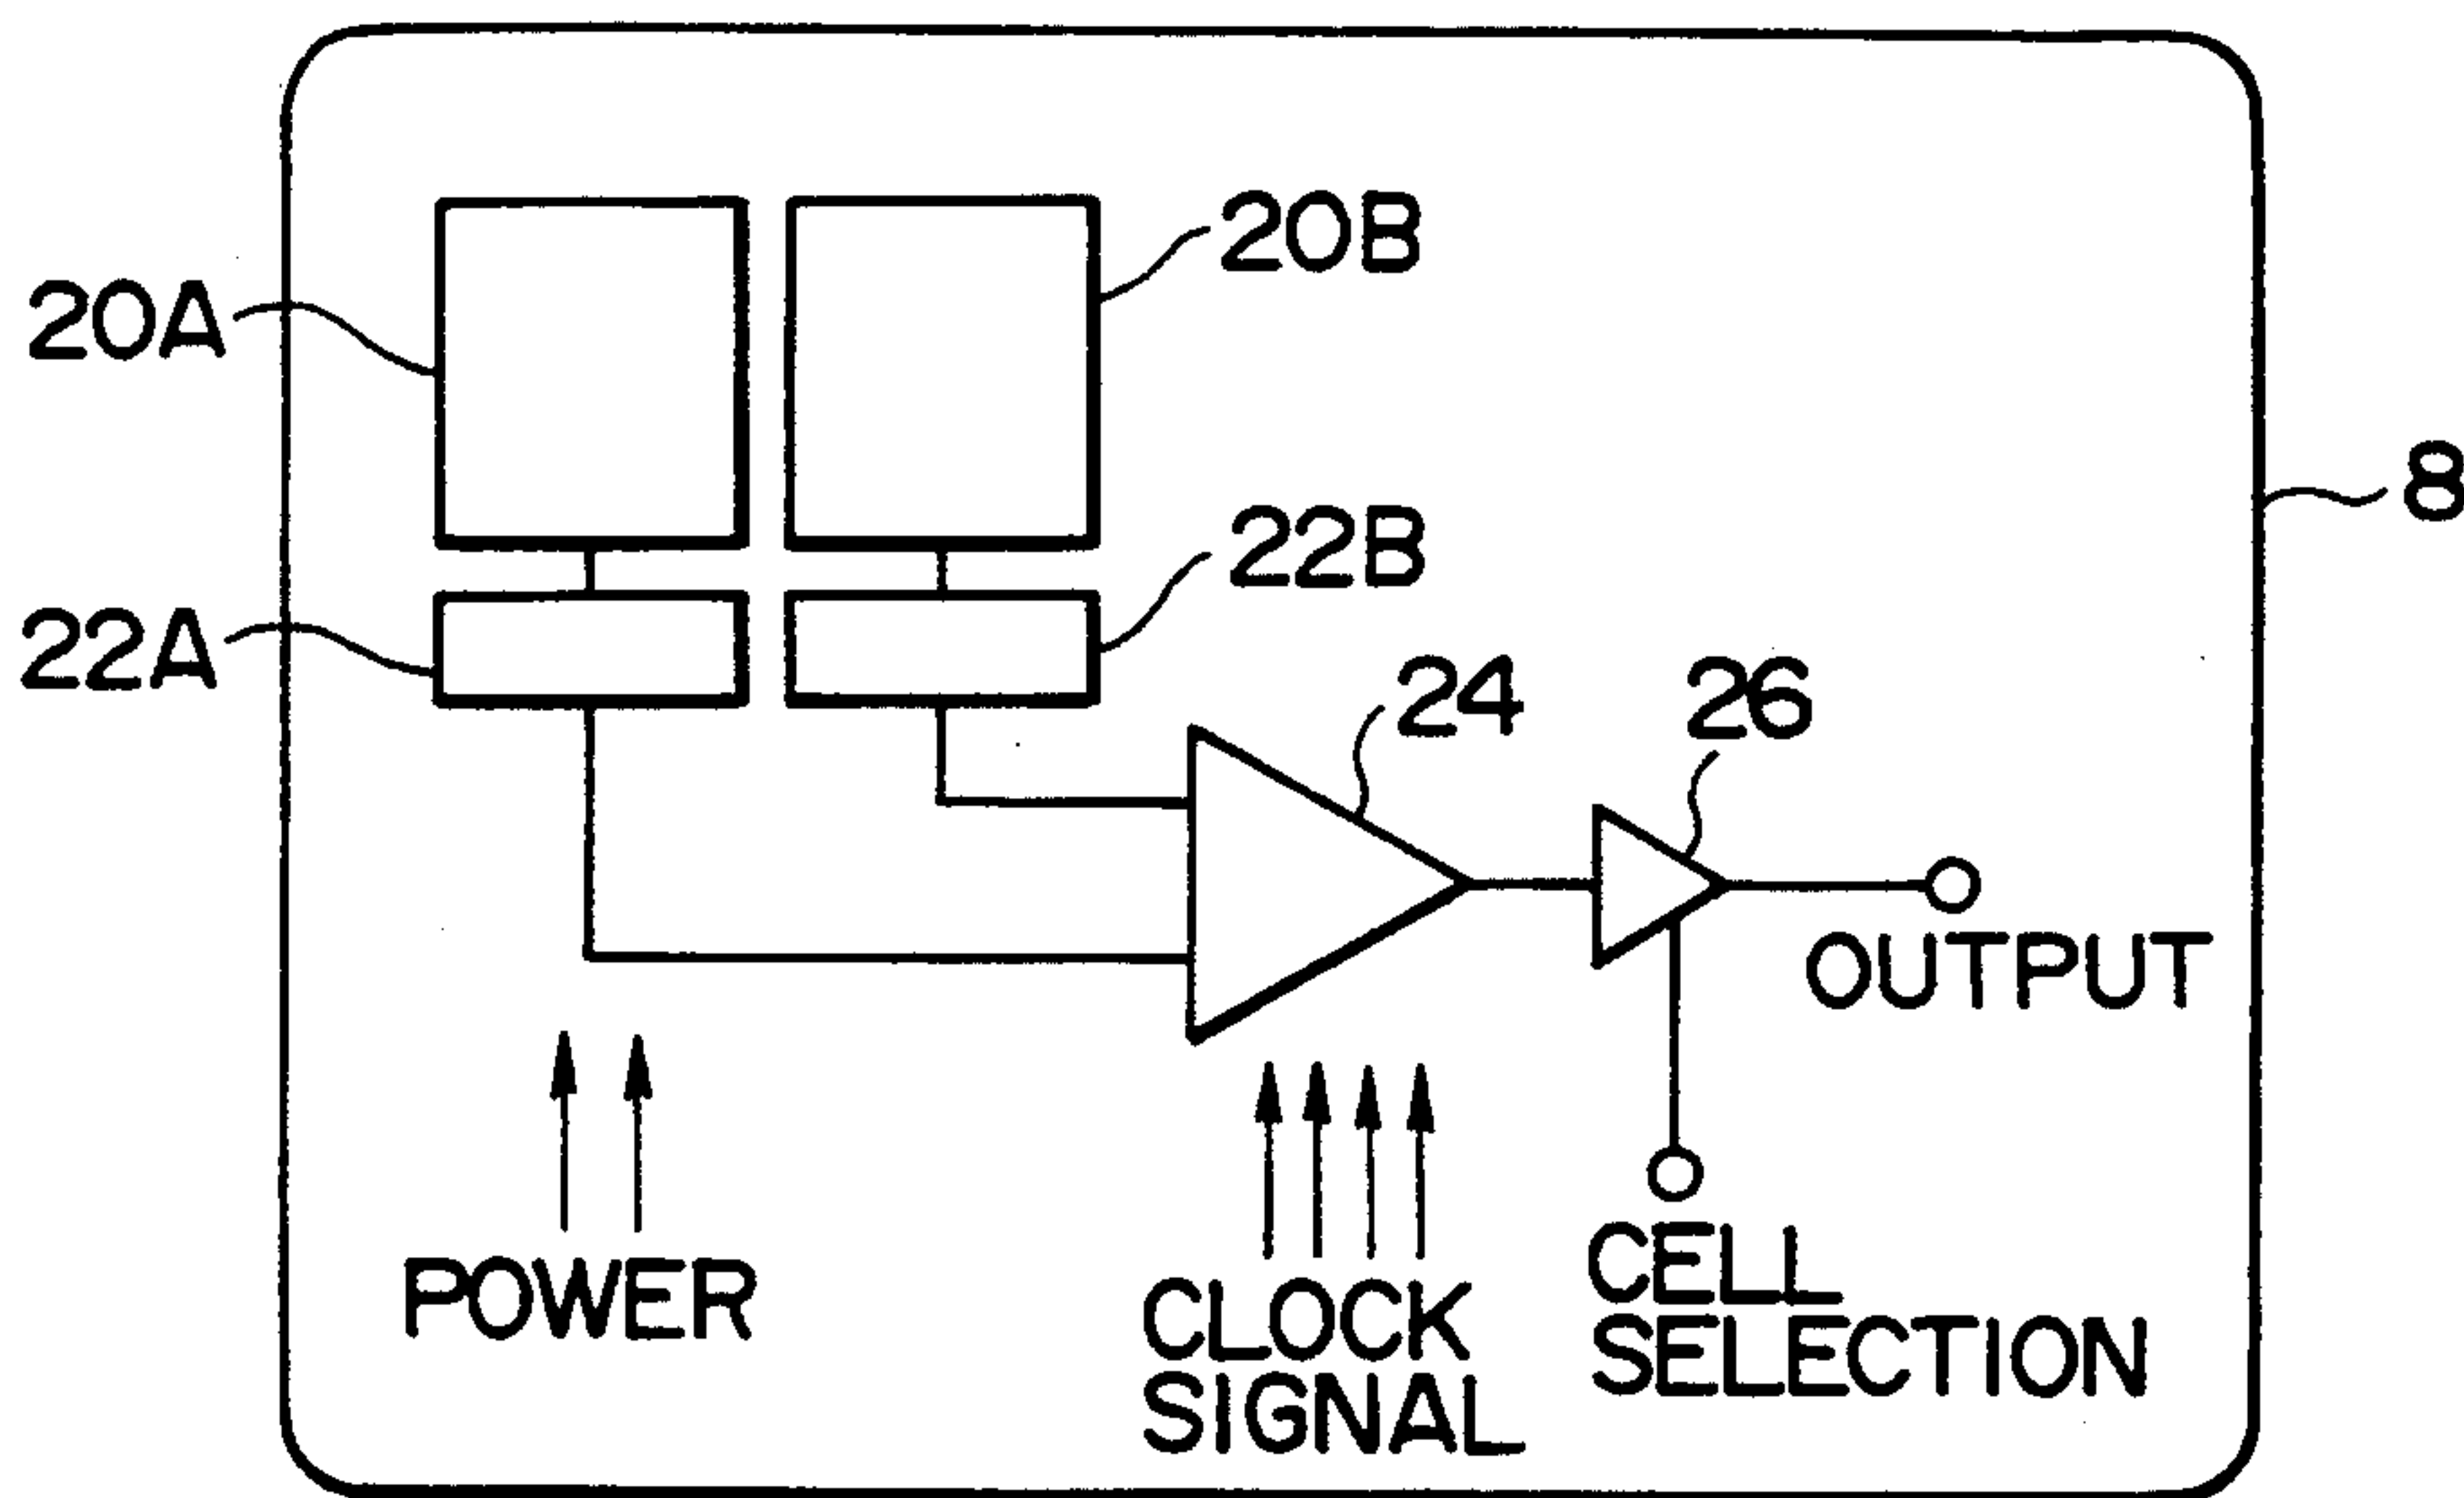 20A
20B
8
22A
22B
24
26
OUTPUT
POWER
CLOCK
SIGNAL
CELL
SELECTION